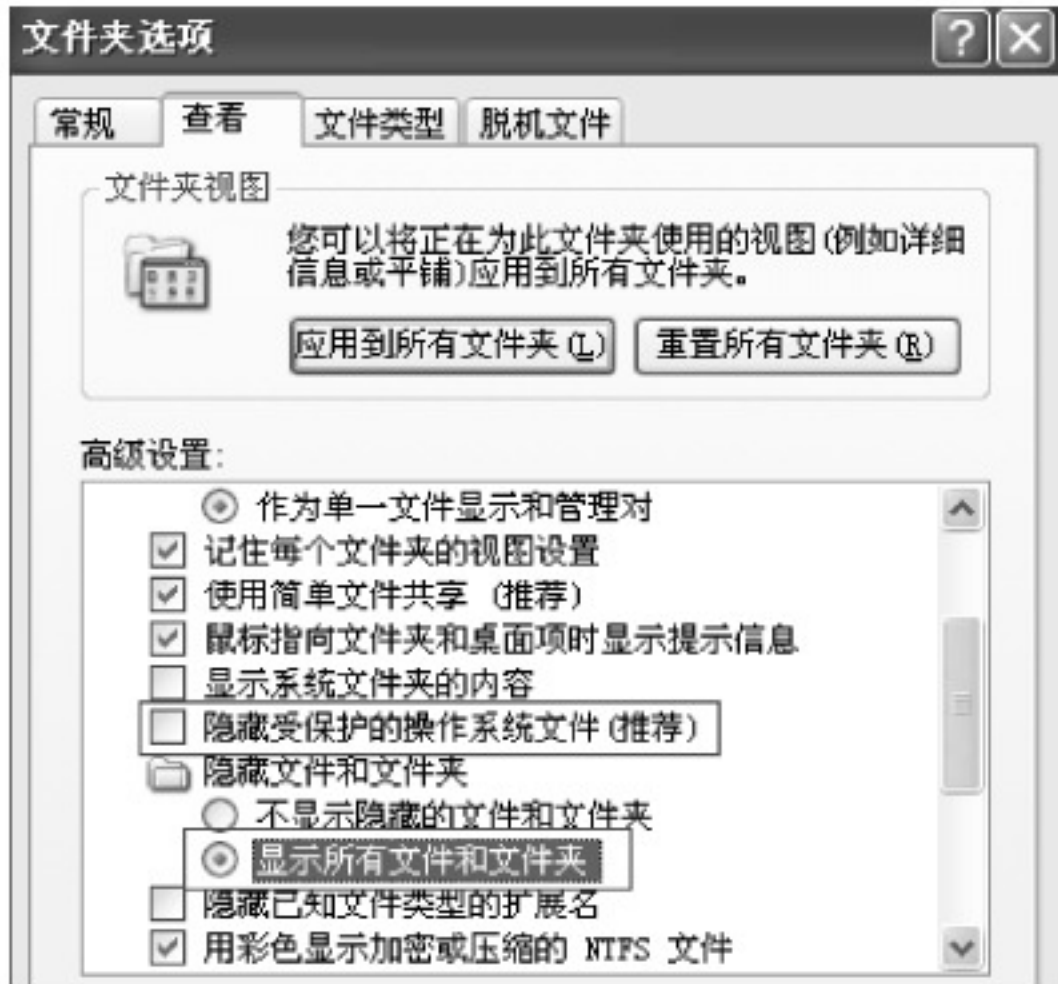 文件夹选项
常规 查看 文件类型 脱机文件
文件夹视图
您可以将正在为此文件夹使用的视图(例如详细
信息或平铺)应用到所有文件夹。
应用到所有文件夹(L) 重置所有文件夹(R)
高级设置:
作为单一文件显示和管理对
记住每个文件夹的视图设置
使用简单文件共享 (推荐)
鼠标指向文件夹和桌面项时显示提示信息
显示系统文件夹的内容
隐藏受保护的操作系统文件(推荐)
隐藏文件和文件夹
不显示隐藏的文件和文件夹
显示所有文件和文件夹
隐藏已知文件类型的扩展名
用彩色显示加密或压缩的 NTFS 文件